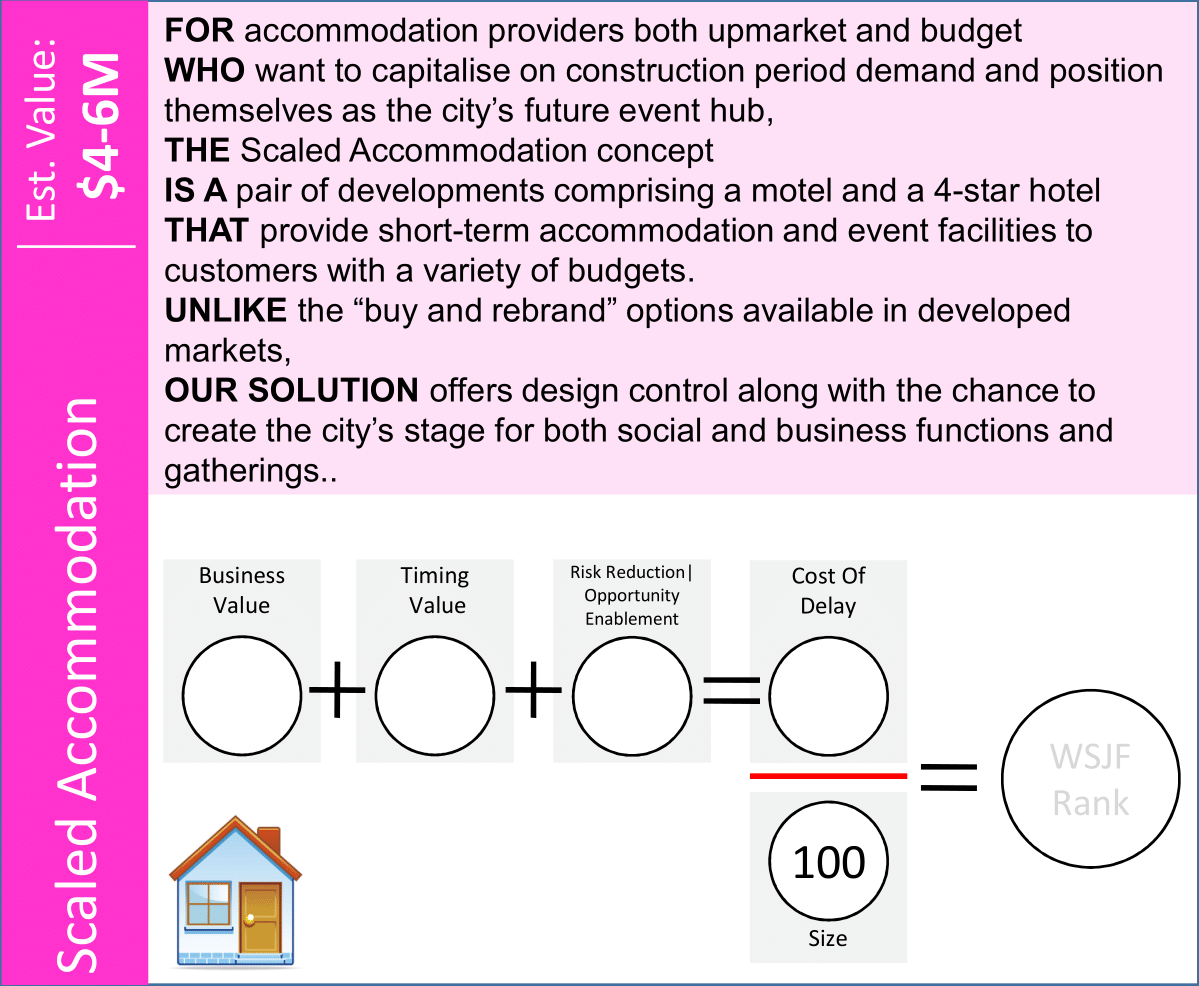 Est. Value:
$4-6M
Scaled Accommodation
FOR accommodation providers both upmarket and budget
WHO want to capitalise on construction period demand and position
themselves as the city’s future event hub,
THE Scaled Accommodation concept
IS A pair of developments comprising a motel and a 4-star hotel
THAT provide short-term accommodation and event facilities to
customers with a variety of budgets.
UNLIKE the “buy and rebrand” options available in developed
markets,
OUR SOLUTION offers design control along with the chance to
create the city’s stage for both social and business functions and
gatherings..
Business
Value
+
Timing
Value
+
Risk Reduction|
Opportunity
Enablement
=
Cost Of
Delay
100
Size
=
WSJF
Rank